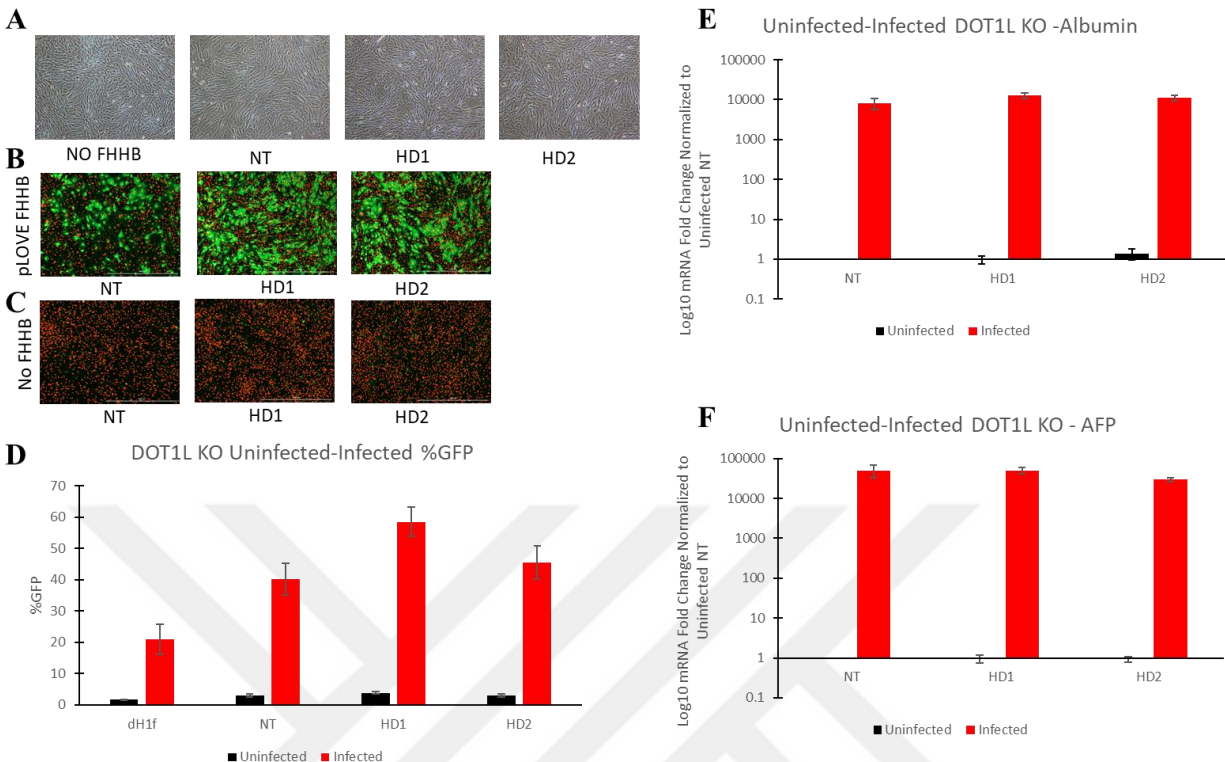 A
NO FHHB
NT
HD1
HD2
B
pLOVE FHHB
NT
HD1
HD2
C
No FHHB
NT
HD1
HD2
D
DOT1L KO Uninfected-Infected %GFP
%GFP
70
60
50
40
30
20
10
0
dH1f
NT
HD1
HD2
Uninfected
Infected
E
Uninfected-Infected DOT1L KO -Albumin
Log10 mRNA Fold Change Normalized to
Uninfected NT
100000
10000
1000
100
10
1
0.1
NT
HD1
HD2
Uninfected
Infected
F
Uninfected-Infected DOT1L KO - AFP
Log10 mRNA Fold Change Normalized to
Uninfected NT
100000
10000
1000
100
10
1
0.1
NT
HD1
HD2
Uninfected
Infected